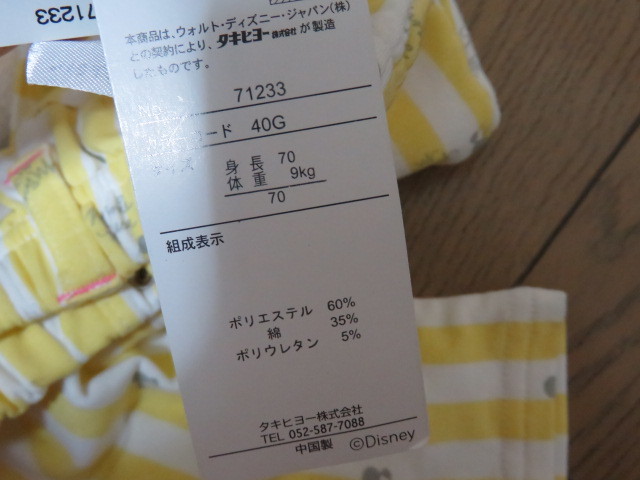 71233
本商品は、ウォルト・ディズニー・ジャパン(株)
との契約により、タキヒヨー株式会社が製造
したものです。
71233
ード 40G
サイズ 身長 70
体重 9kg
70
組成表示
ポリエステル 60%
綿 35%
ポリウレタン 5%
タキヒヨー株式会社
TEL 052-587-7088
中国製 ©Disney